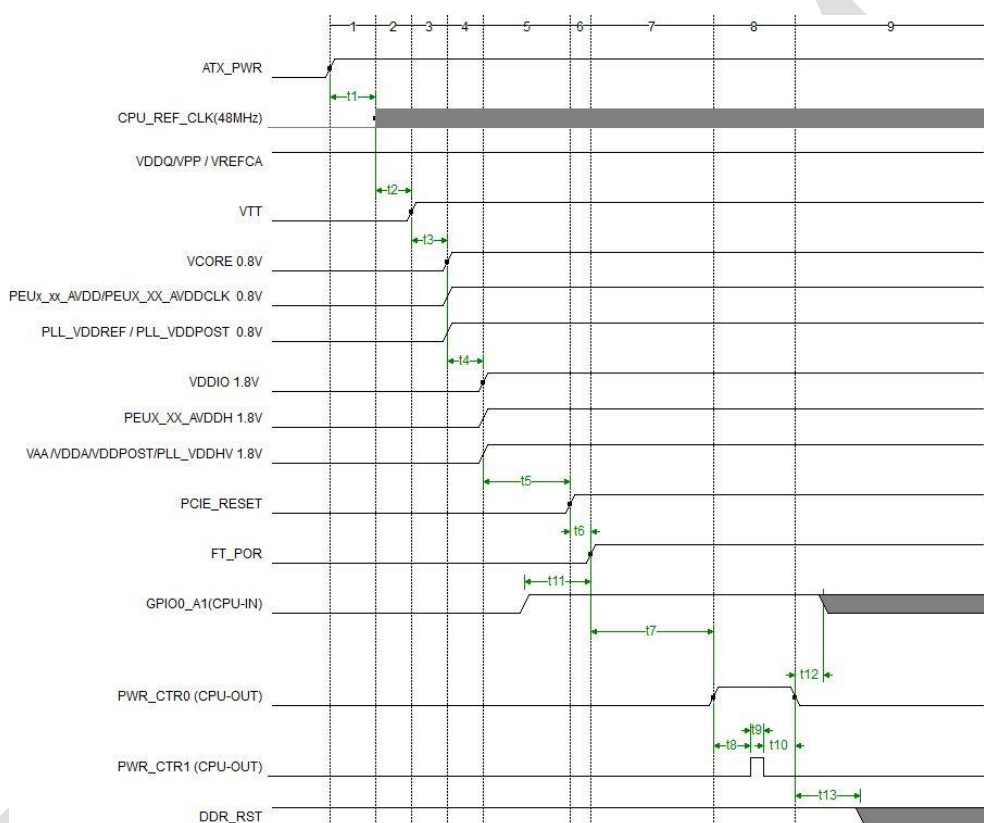 1 2 3 4 5 6 7 8 9
ATX_PWR
t1
CPU_REF_CLK(48MHz)
VDDQ/VPP / VREFCA
t2
VTT
t3
VCORE 0.8V
PEUx_xx_AVDD/PEUX_XX_AVDDCLK 0.8V
PLL_VDDREF / PLL_VDDPOST 0.8V
t4
VDDIO 1.8V
PEUX_XX_AVDDH 1.8V
VAA/VDDA/VDDPOST/PLL_VDDHV 1.8V
t5
PCIE_RESET
t6
FT_POR
t11
GPIO0_A1(CPU-IN)
t7
t12
PWR_CTR0 (CPU-OUT)
t9
t8 t10
PWR_CTR1 (CPU-OUT)
t13
DDR_RST